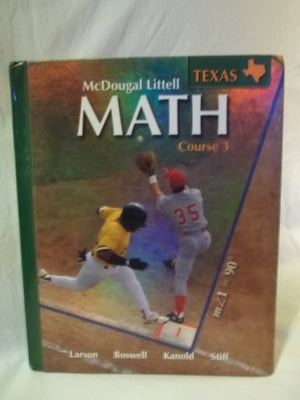 TEXAS
McDougal Littell
MATH
Course 3
35
m∠1 = 90°
1
Larson Boswell Kanold Stiff